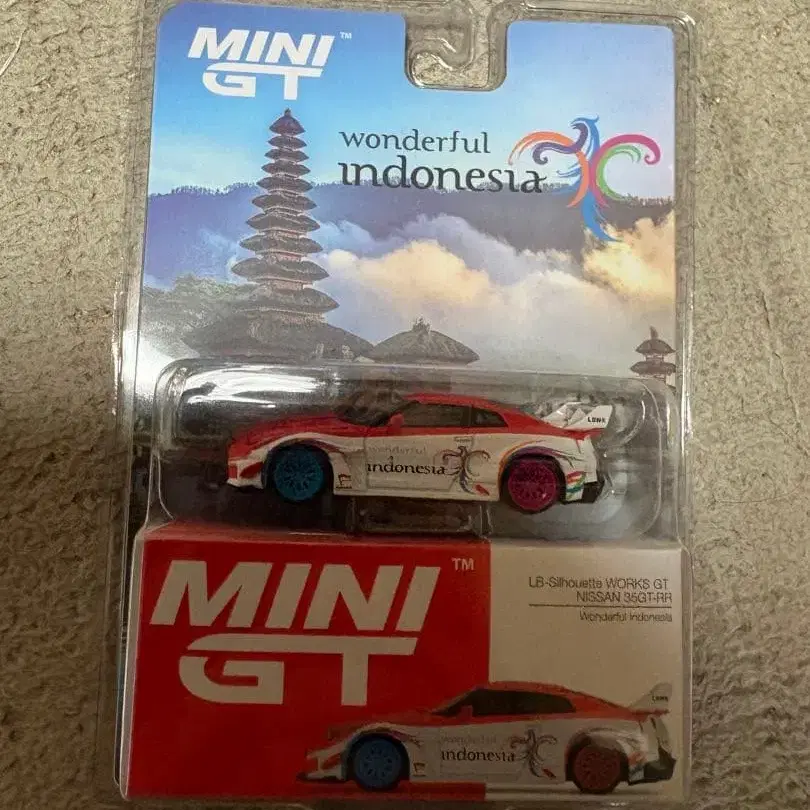 MINI GT ™
wonderful
indonesia
LBWK
wonderful
indonesia
MINI GT ™
LB-Silhouette WORKS GT
NISSAN 35GT-RR
Wonderful Indonesia
LBWK
wonderful
indonesia